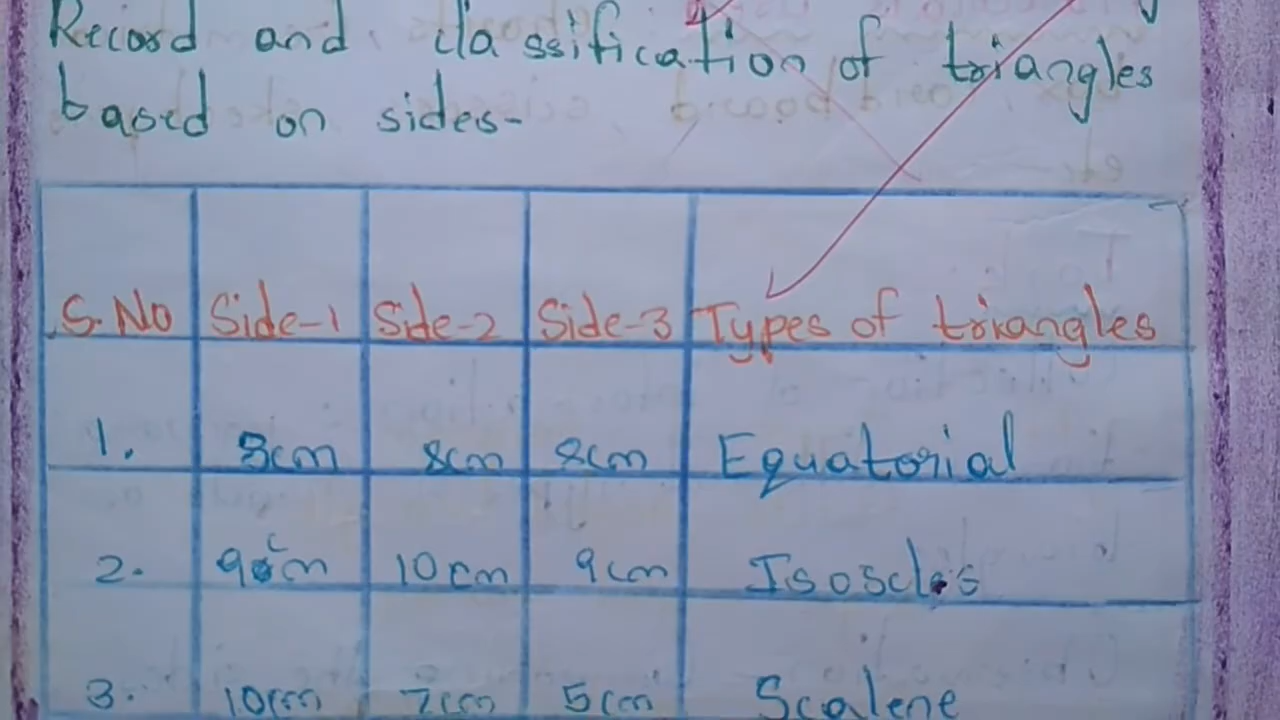 Record and classification of triangles
based on sides-
S.No Side-1 Side-2 Side-3 Types of triangles
1. 8cm 8cm 8cm Equatorial
2. 9cm 10cm 9cm Isoscles
3. 10cm 7cm 5cm Scalene